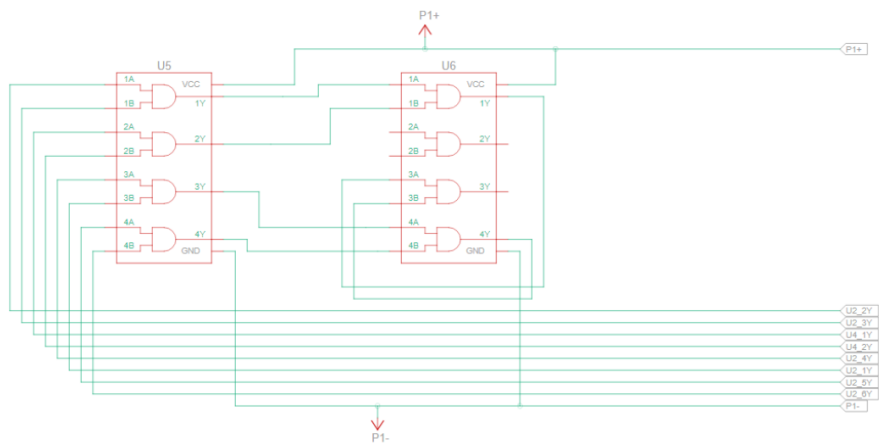 P1+
P1+
U5
U6
1A
VCC
1A
VCC
1B
1Y
1B
1Y
2A
2A
2Y
2Y
2B
2B
3A
3A
3Y
3Y
3B
3B
4A
4A
4Y
4Y
4B
GND
4B
GND
U2_2Y
U2_3Y
U4_1Y
U4_2Y
U2_4Y
U2_1Y
U2_5Y
U2_6Y
P1-
P1-